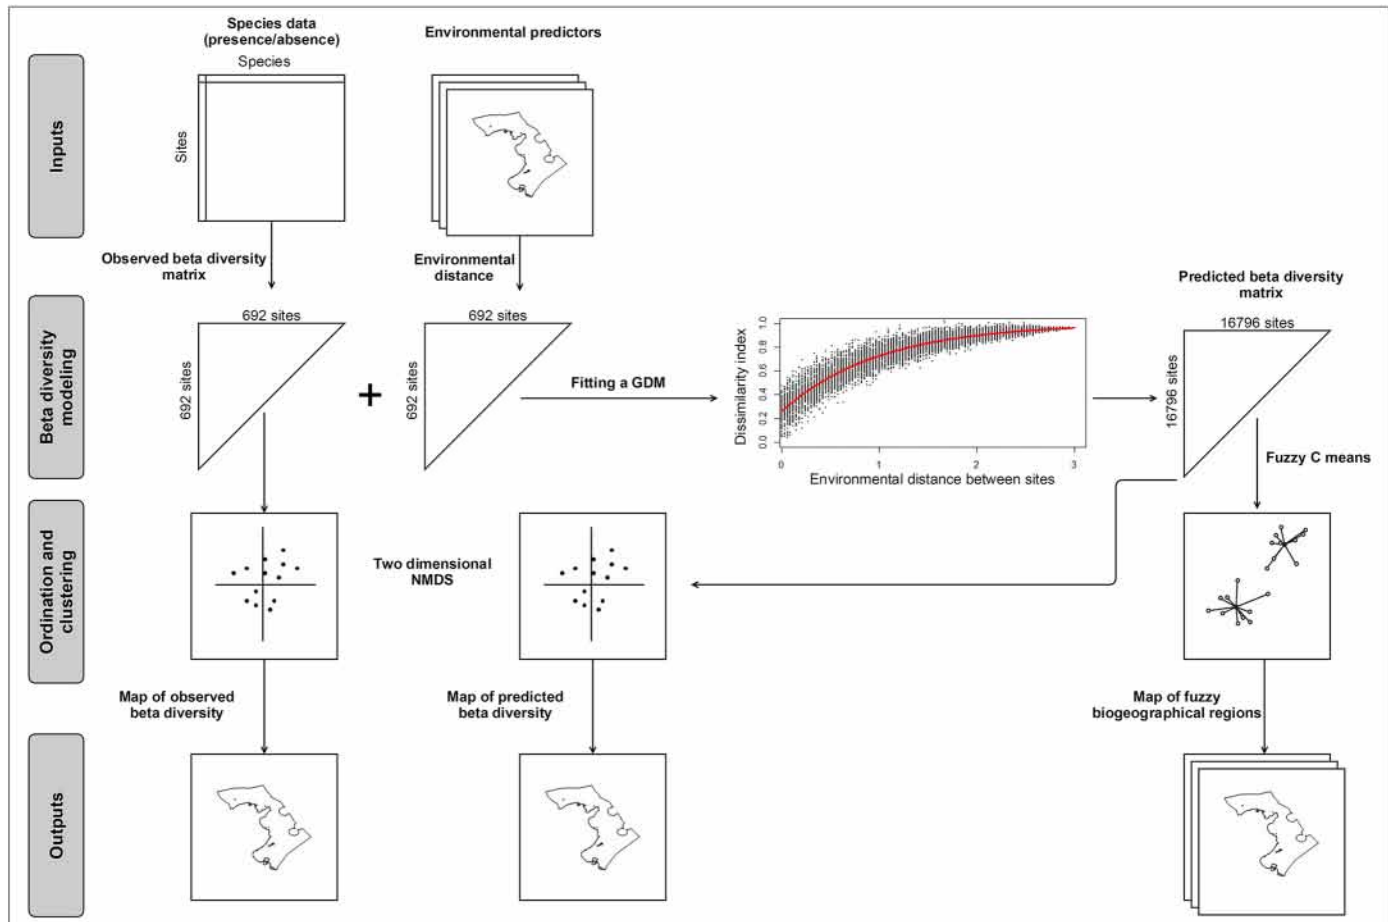 Species data
(presence/absence)
Environmental predictors
Species
Sites
Inputs
Observed beta diversity
matrix
Environmental
distance
Predicted beta diversity
matrix
Beta diversity
modeling
692 sites
692 sites
+
692 sites
692 sites
Fitting a GDM
Dissimilarity index
0.0 0.2 0.4 0.6 0.8 1.0
0 1 2 3
Environmental distance between sites
16796 sites
16796 sites
Fuzzy C means
Ordination and
clustering
Two dimensional
NMDS
Map of observed
beta diversity
Map of predicted
beta diversity
Map of fuzzy
biogeographical regions
Outputs